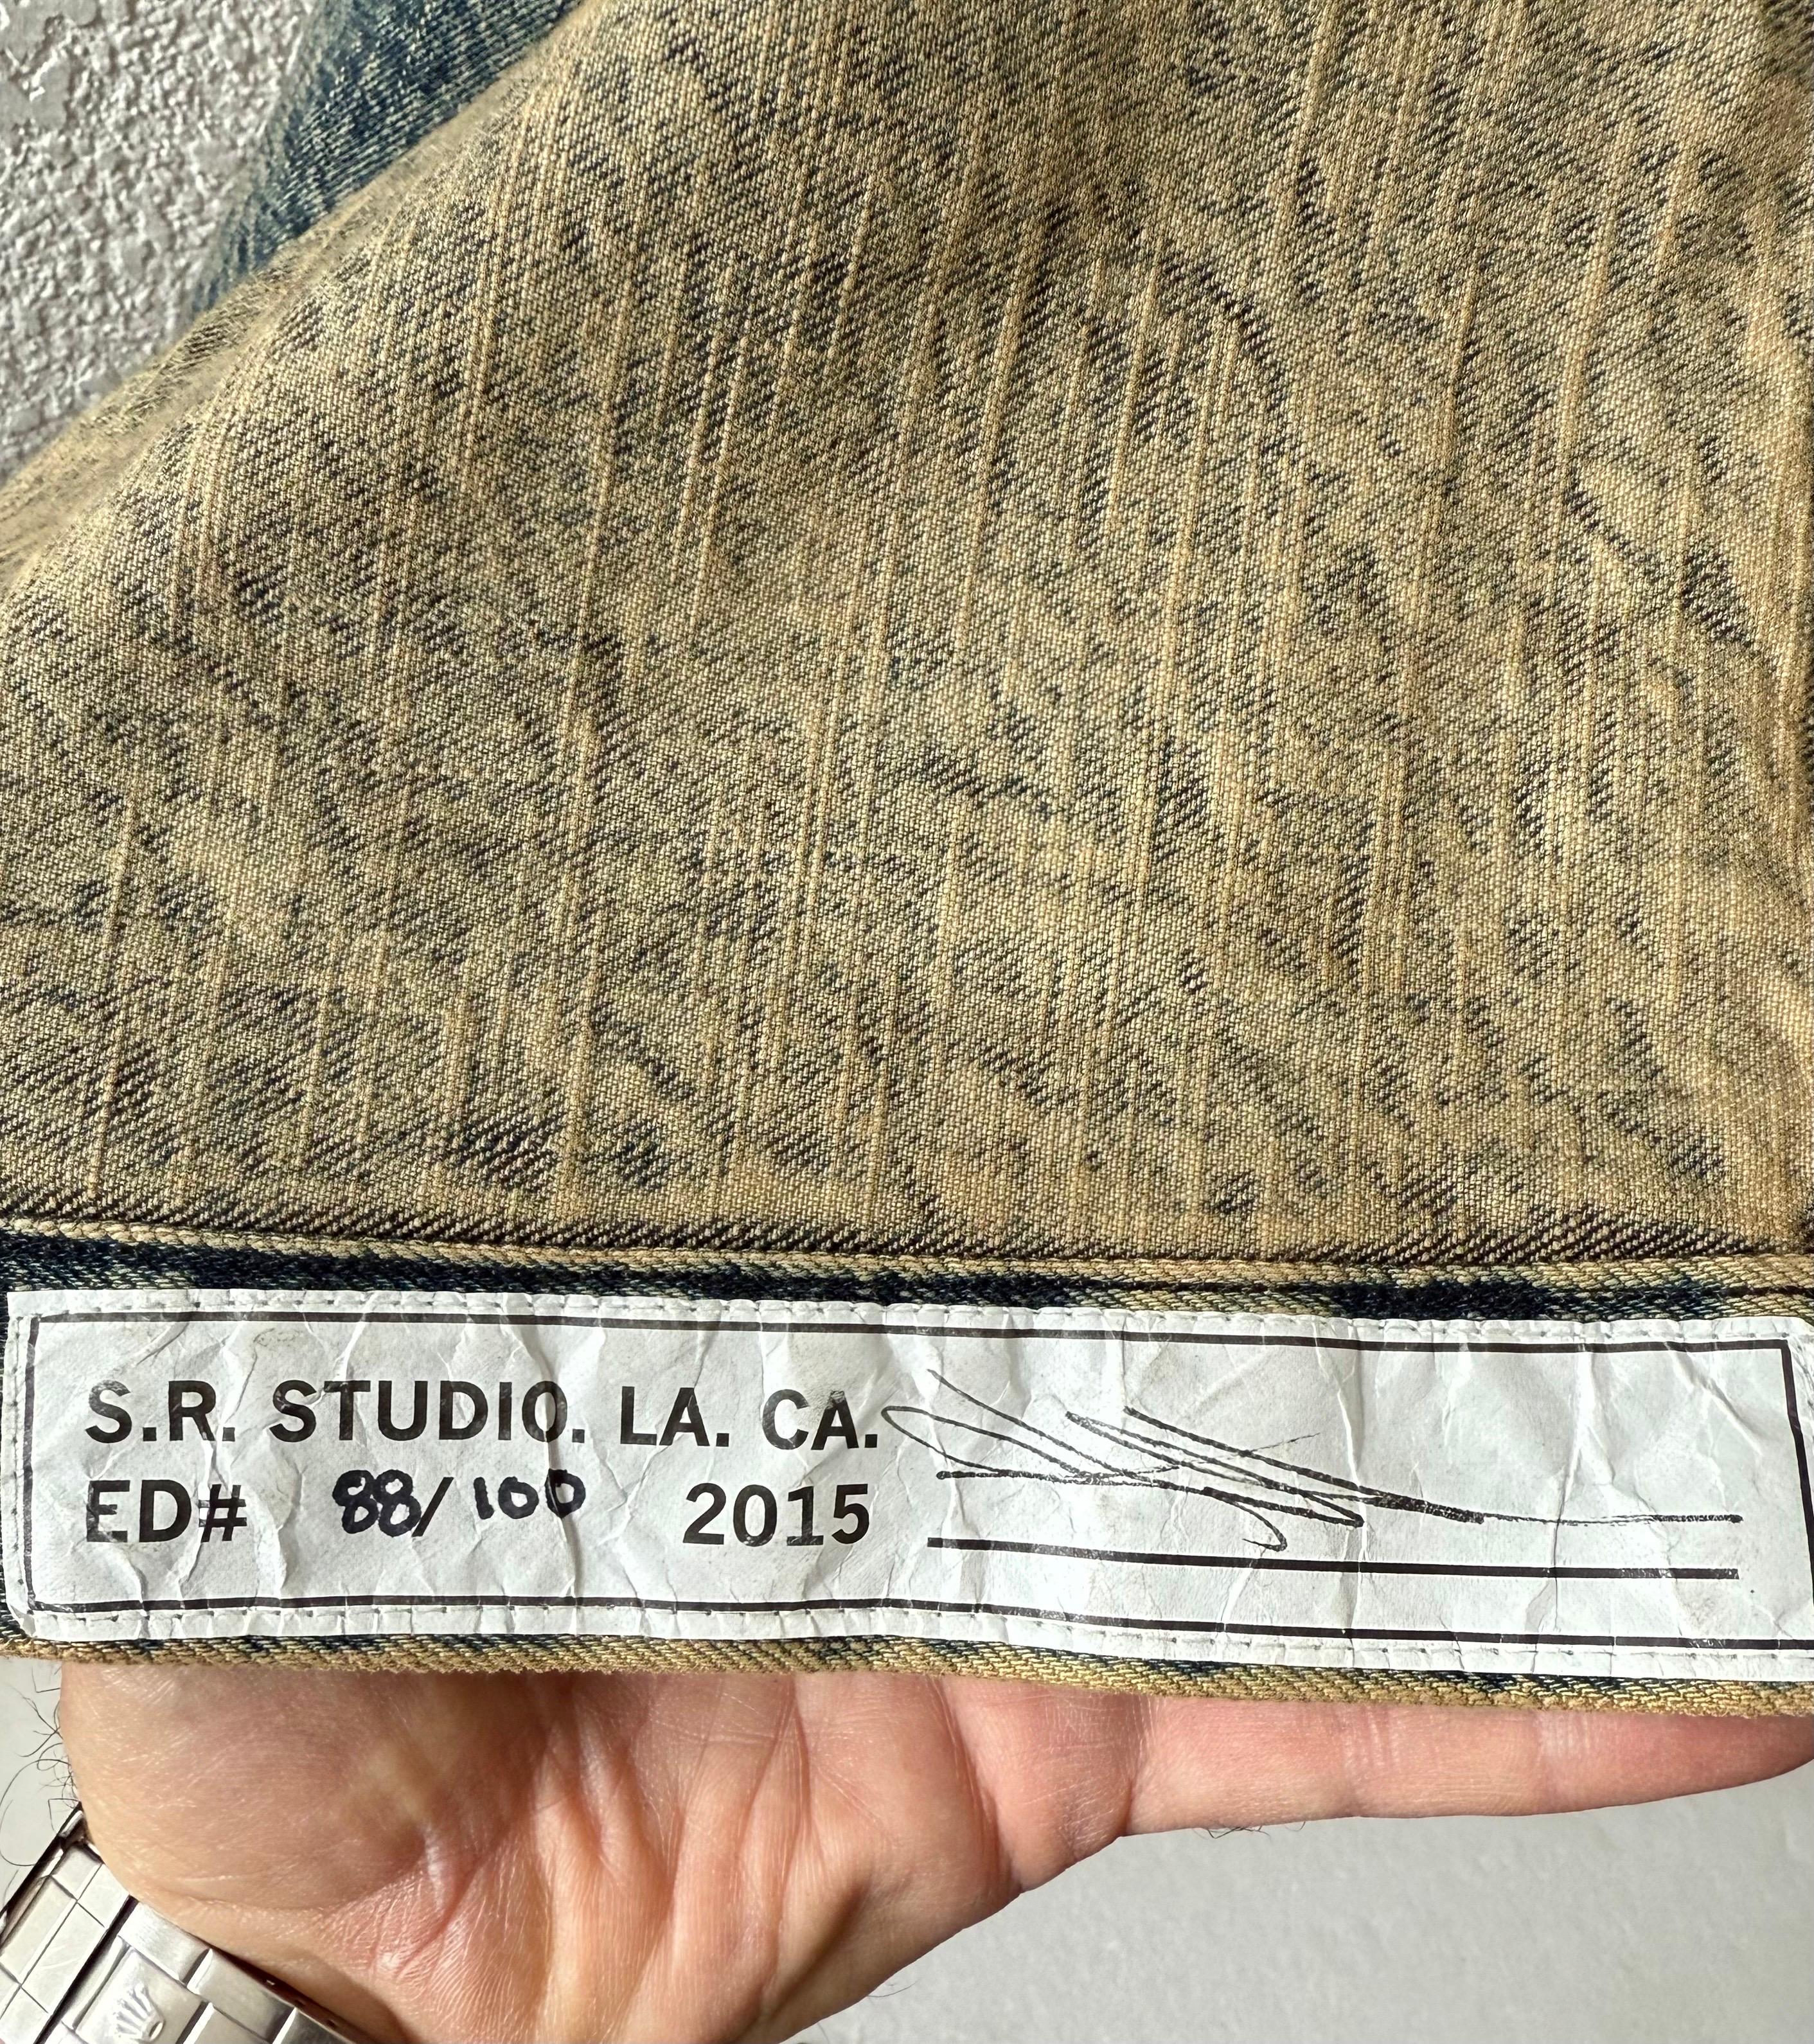 S.R. STUDIO. LA. CA.
ED# 88/100 2015